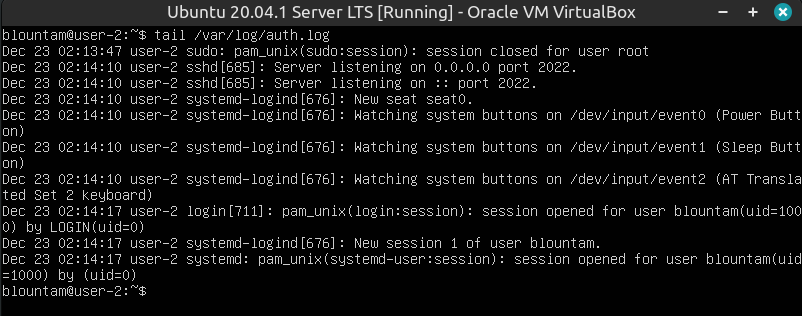 Ubuntu 20.04.1 Server LTS [Running] - Oracle VM VirtualBox
blountam@user-2:~$ tail /var/log/auth.log
Dec 23 02:13:47 user-2 sudo: pam_unix(sudo:session): session closed for user root
Dec 23 02:14:10 user-2 sshd[685]: Server listening on 0.0.0.0 port 2022.
Dec 23 02:14:10 user-2 sshd[685]: Server listening on :: port 2022.
Dec 23 02:14:10 user-2 systemd-logind[676]: New seat seat0.
Dec 23 02:14:10 user-2 systemd-logind[676]: Watching system buttons on /dev/input/event0 (Power Butt
on)
Dec 23 02:14:10 user-2 systemd-logind[676]: Watching system buttons on /dev/input/event1 (Sleep Butt
on)
Dec 23 02:14:10 user-2 systemd-logind[676]: Watching system buttons on /dev/input/event2 (AT Transla
ted Set 2 keyboard)
Dec 23 02:14:17 user-2 login[711]: pam_unix(login:session): session opened for user blountam(uid=100
0) by LOGIN(uid=0)
Dec 23 02:14:17 user-2 systemd-logind[676]: New session 1 of user blountam.
Dec 23 02:14:17 user-2 systemd: pam_unix(systemd-user:session): session opened for user blountam(uid
=1000) by (uid=0)
blountam@user-2:~$